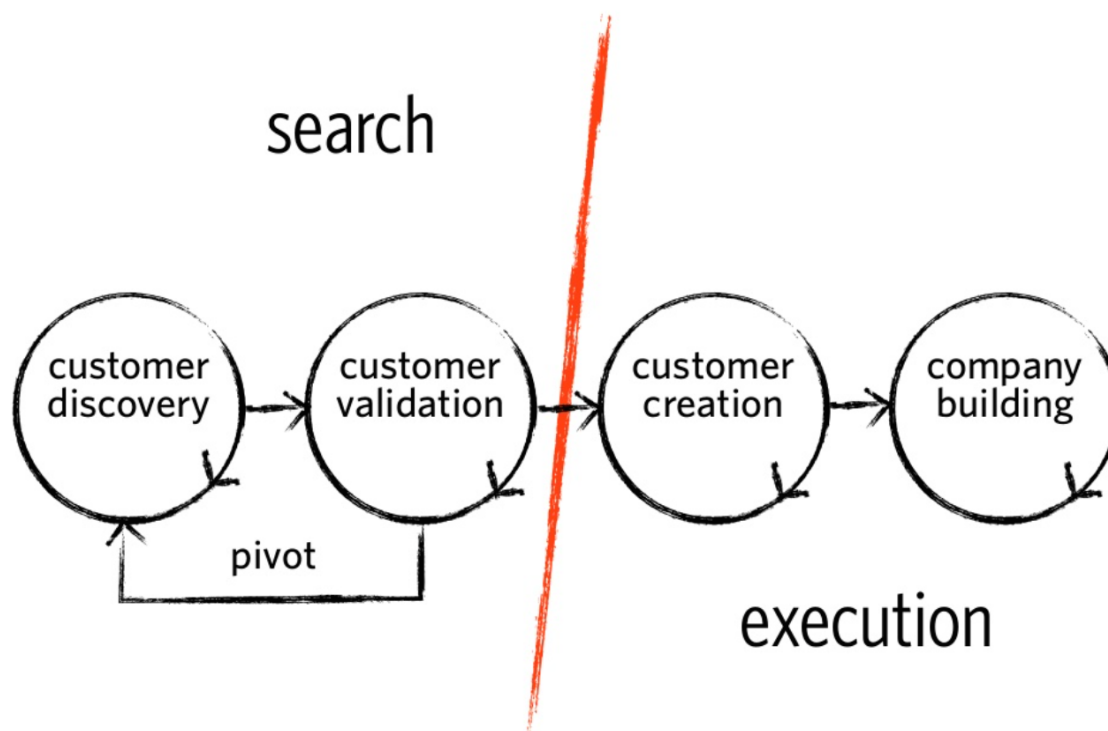 search
customer
discovery
customer
validation
customer
creation
company
building
pivot
execution